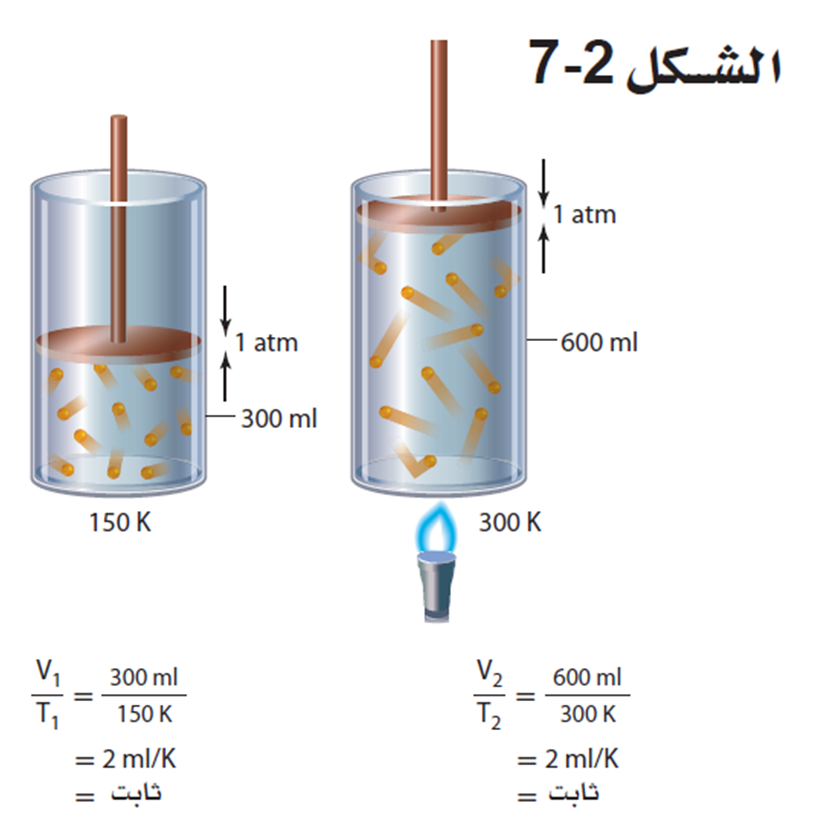 الشكل 2-7
1 atm
300 ml
150 K
1 atm
600 ml
300 K
V₁/T₁ = 300 ml/150 K
= 2 ml/K
= ثابت
V₂/T₂ = 600 ml/300 K
= 2 ml/K
= ثابت